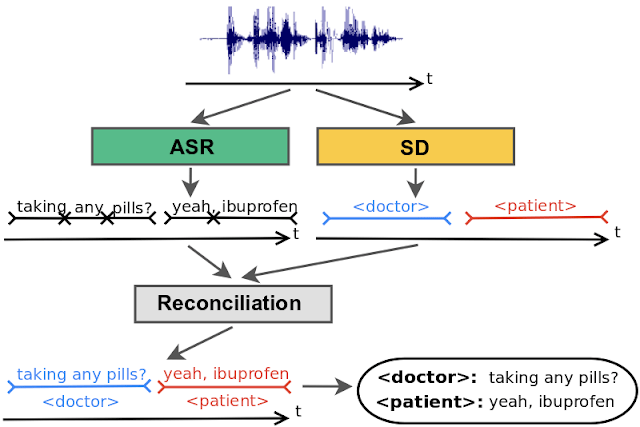 t
ASR
SD
taking any pills? yeah, ibuprofen
t
<doctor> <patient>
t
Reconciliation
taking any pills? yeah, ibuprofen
<doctor> <patient>
t
<doctor>: taking any pills?
<patient>: yeah, ibuprofen